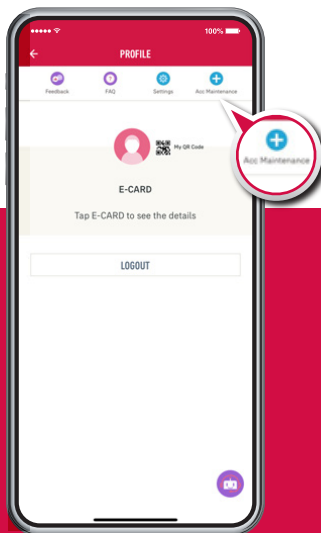 100%
PROFILE
Feedback FAQ Settings Acc Maintenance
My QR Code
Acc Maintenance
E-CARD
Tap E-CARD to see the details
LOGOUT